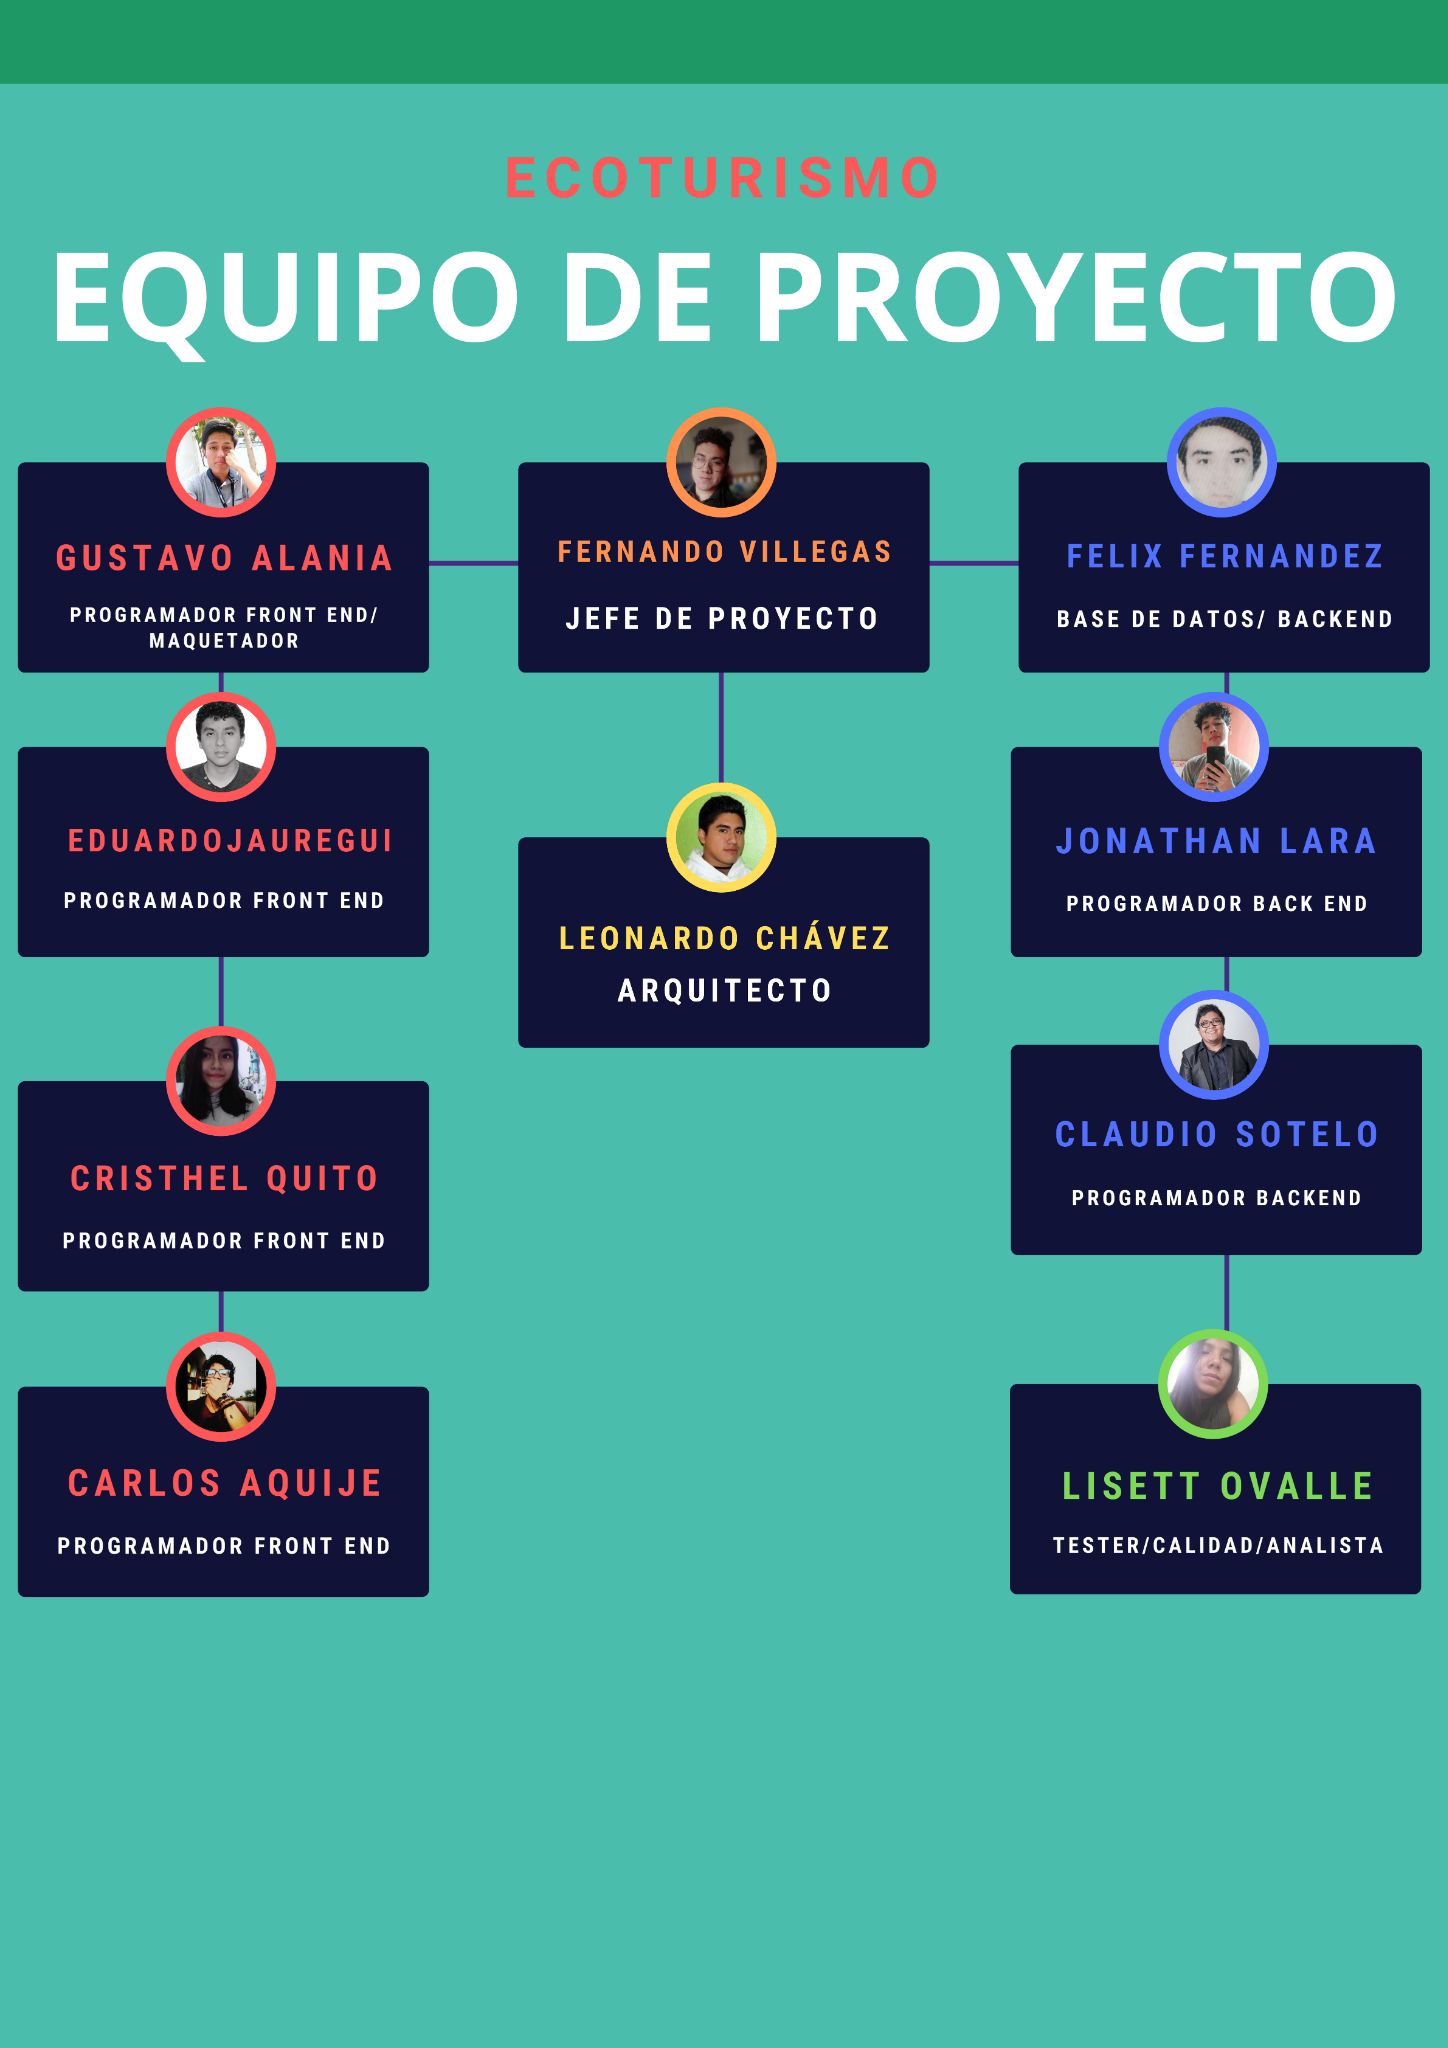 ECOTURISMO
EQUIPO DE PROYECTO
GUSTAVO ALANIA
PROGRAMADOR FRONT END/
MAQUETADOR
FERNANDO VILLEGAS
JEFE DE PROYECTO
FELIX FERNANDEZ
BASE DE DATOS/ BACKEND
EDUARDOJAUREGUI
PROGRAMADOR FRONT END
LEONARDO CHÁVEZ
ARQUITECTO
JONATHAN LARA
PROGRAMADOR BACK END
CRISTHEL QUITO
PROGRAMADOR FRONT END
CLAUDIO SOTELO
PROGRAMADOR BACKEND
CARLOS AQUIJE
PROGRAMADOR FRONT END
LISETT OVALLE
TESTER/CALIDAD/ANALISTA